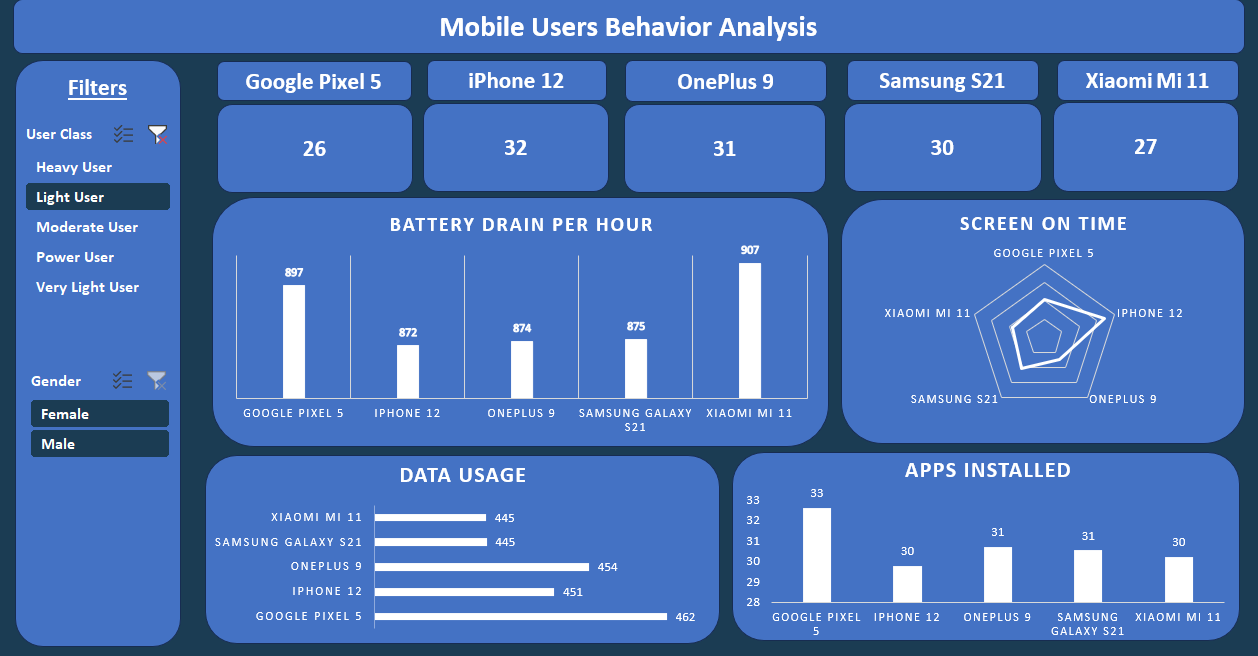 Mobile Users Behavior Analysis
Filters
User Class
Heavy User
Light User
Moderate User
Power User
Very Light User
Gender
Female
Male
Google Pixel 5
iPhone 12
OnePlus 9
Samsung S21
Xiaomi Mi 11
26
32
31
30
27
BATTERY DRAIN PER HOUR
897
872
874
875
907
GOOGLE PIXEL 5
IPHONE 12
ONEPLUS 9
SAMSUNG GALAXY
S21
XIAOMI MI 11
SCREEN ON TIME
GOOGLE PIXEL 5
IPHONE 12
ONEPLUS 9
SAMSUNG S21
XIAOMI MI 11
DATA USAGE
XIAOMI MI 11
445
SAMSUNG GALAXY S21
445
ONEPLUS 9
454
IPHONE 12
451
GOOGLE PIXEL 5
462
APPS INSTALLED
33
32
31
30
29
28
33
30
31
31
30
GOOGLE PIXEL
5
IPHONE 12
ONEPLUS 9
SAMSUNG
GALAXY S21
XIAOMI MI 11